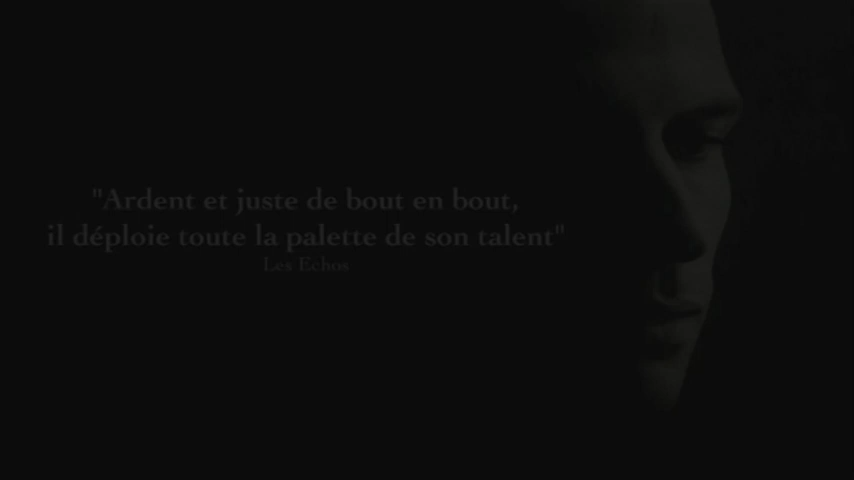 "Ardent et juste de bout en bout,
il déploie toute la palette de son talent"
Les Echos